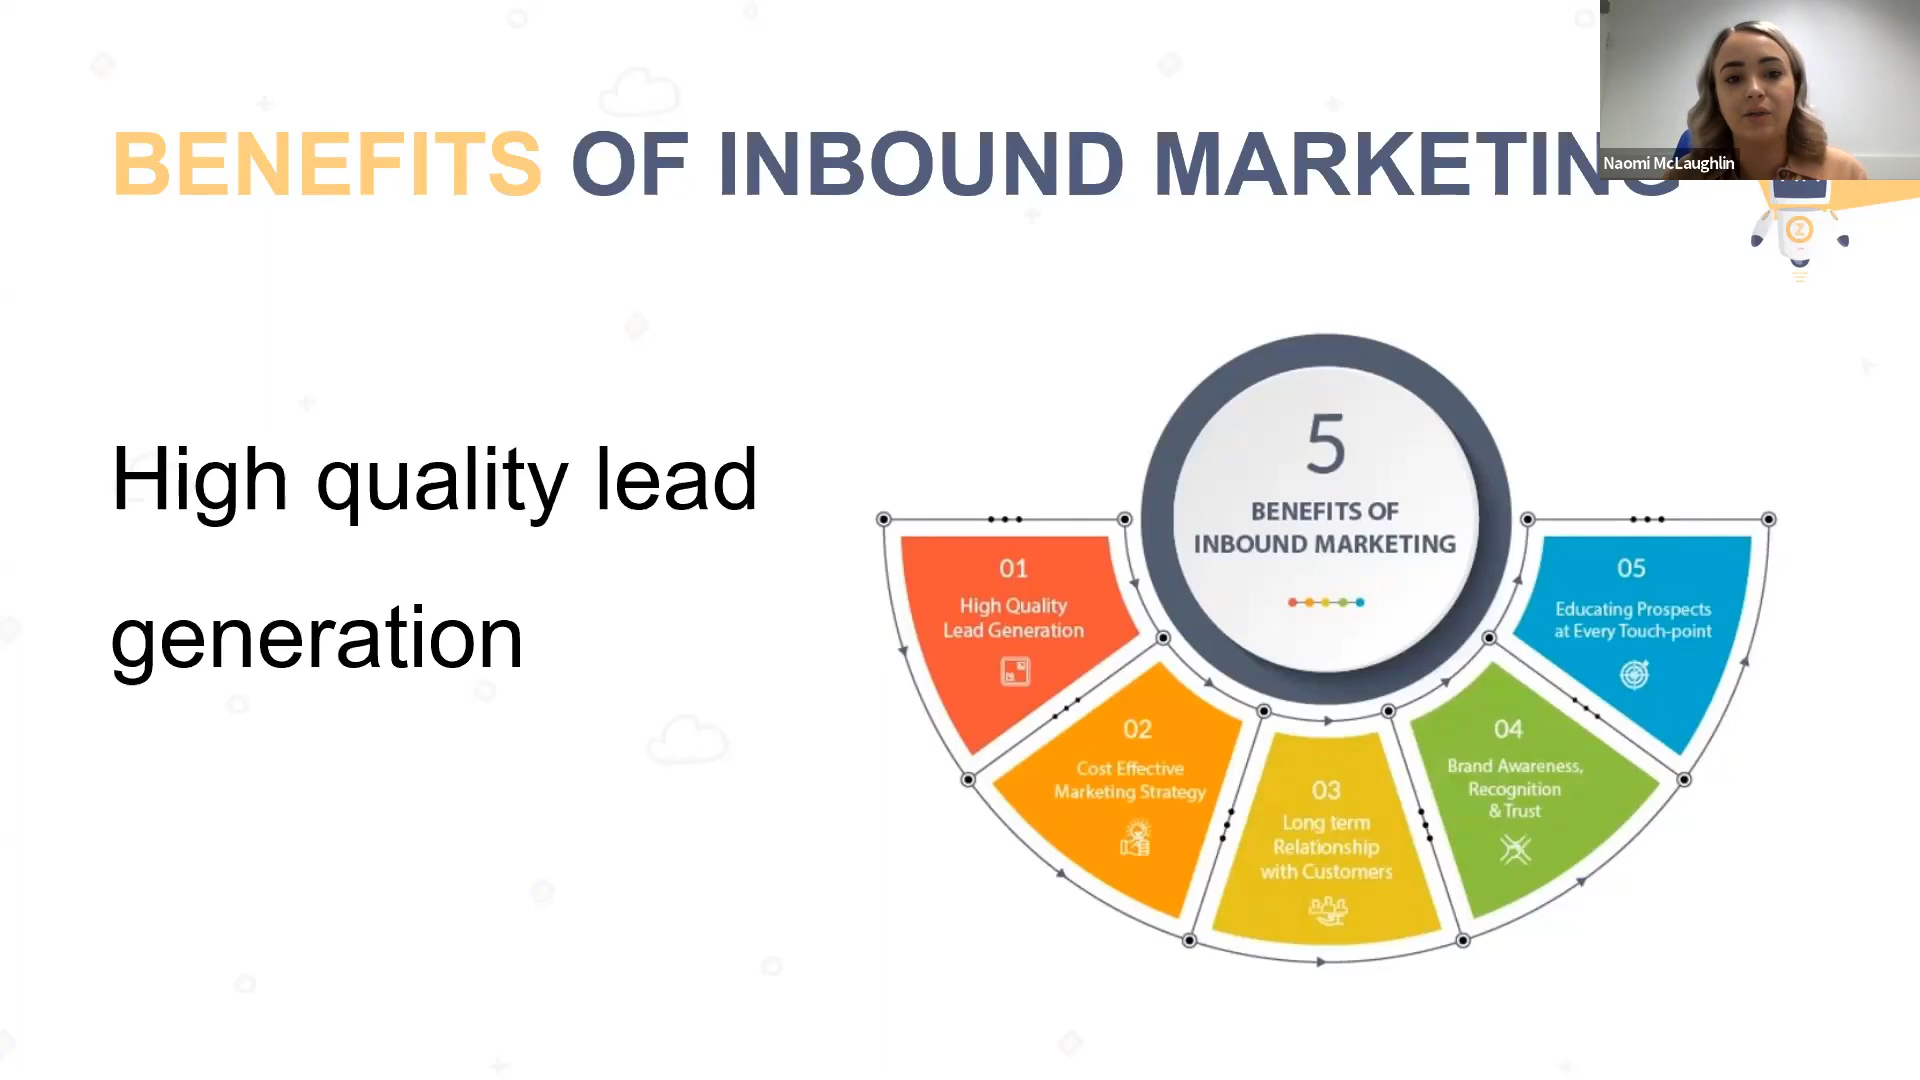 BENEFITS OF INBOUND MARKETING
Naomi McLaughlin
Z
High quality lead
generation
5
BENEFITS OF
INBOUND MARKETING
01
High Quality
Lead Generation
02
Cost Effective
Marketing Strategy
03
Long term
Relationship
with Customers
04
Brand Awareness,
Recognition
& Trust
05
Educating Prospects
at Every Touch-point